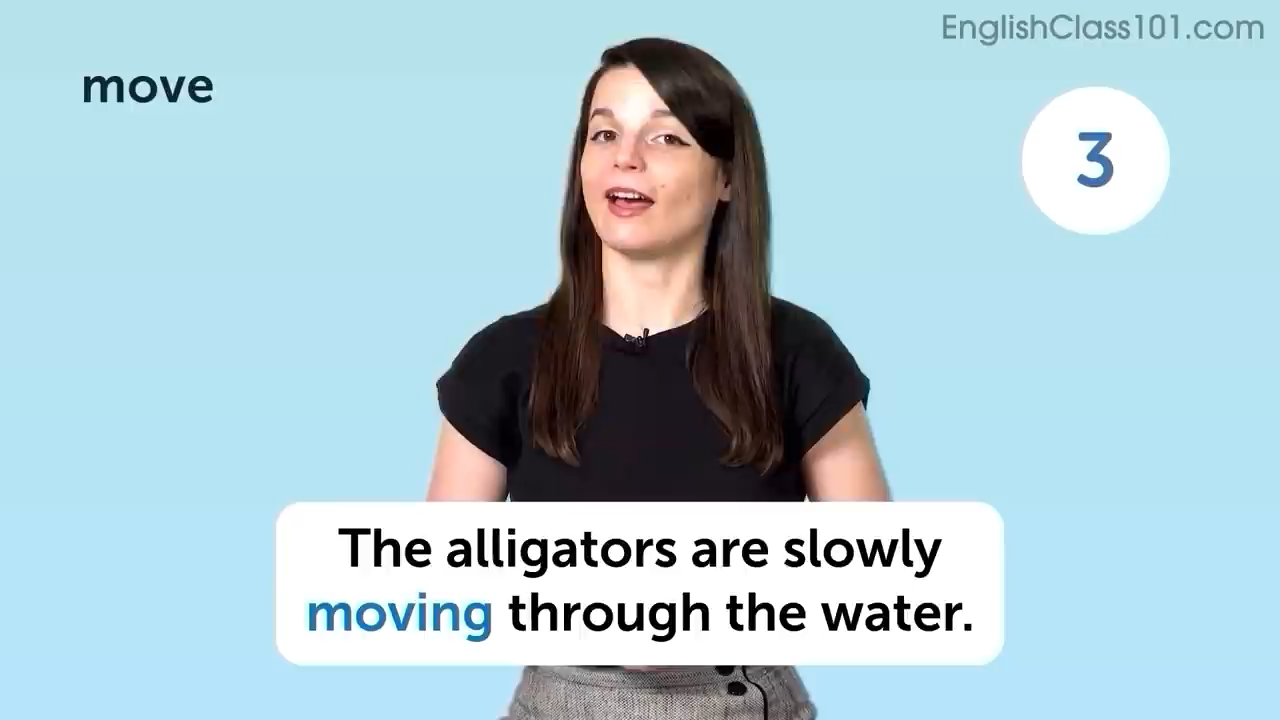 EnglishClass101.com
move
3
The alligators are slowly
moving through the water.